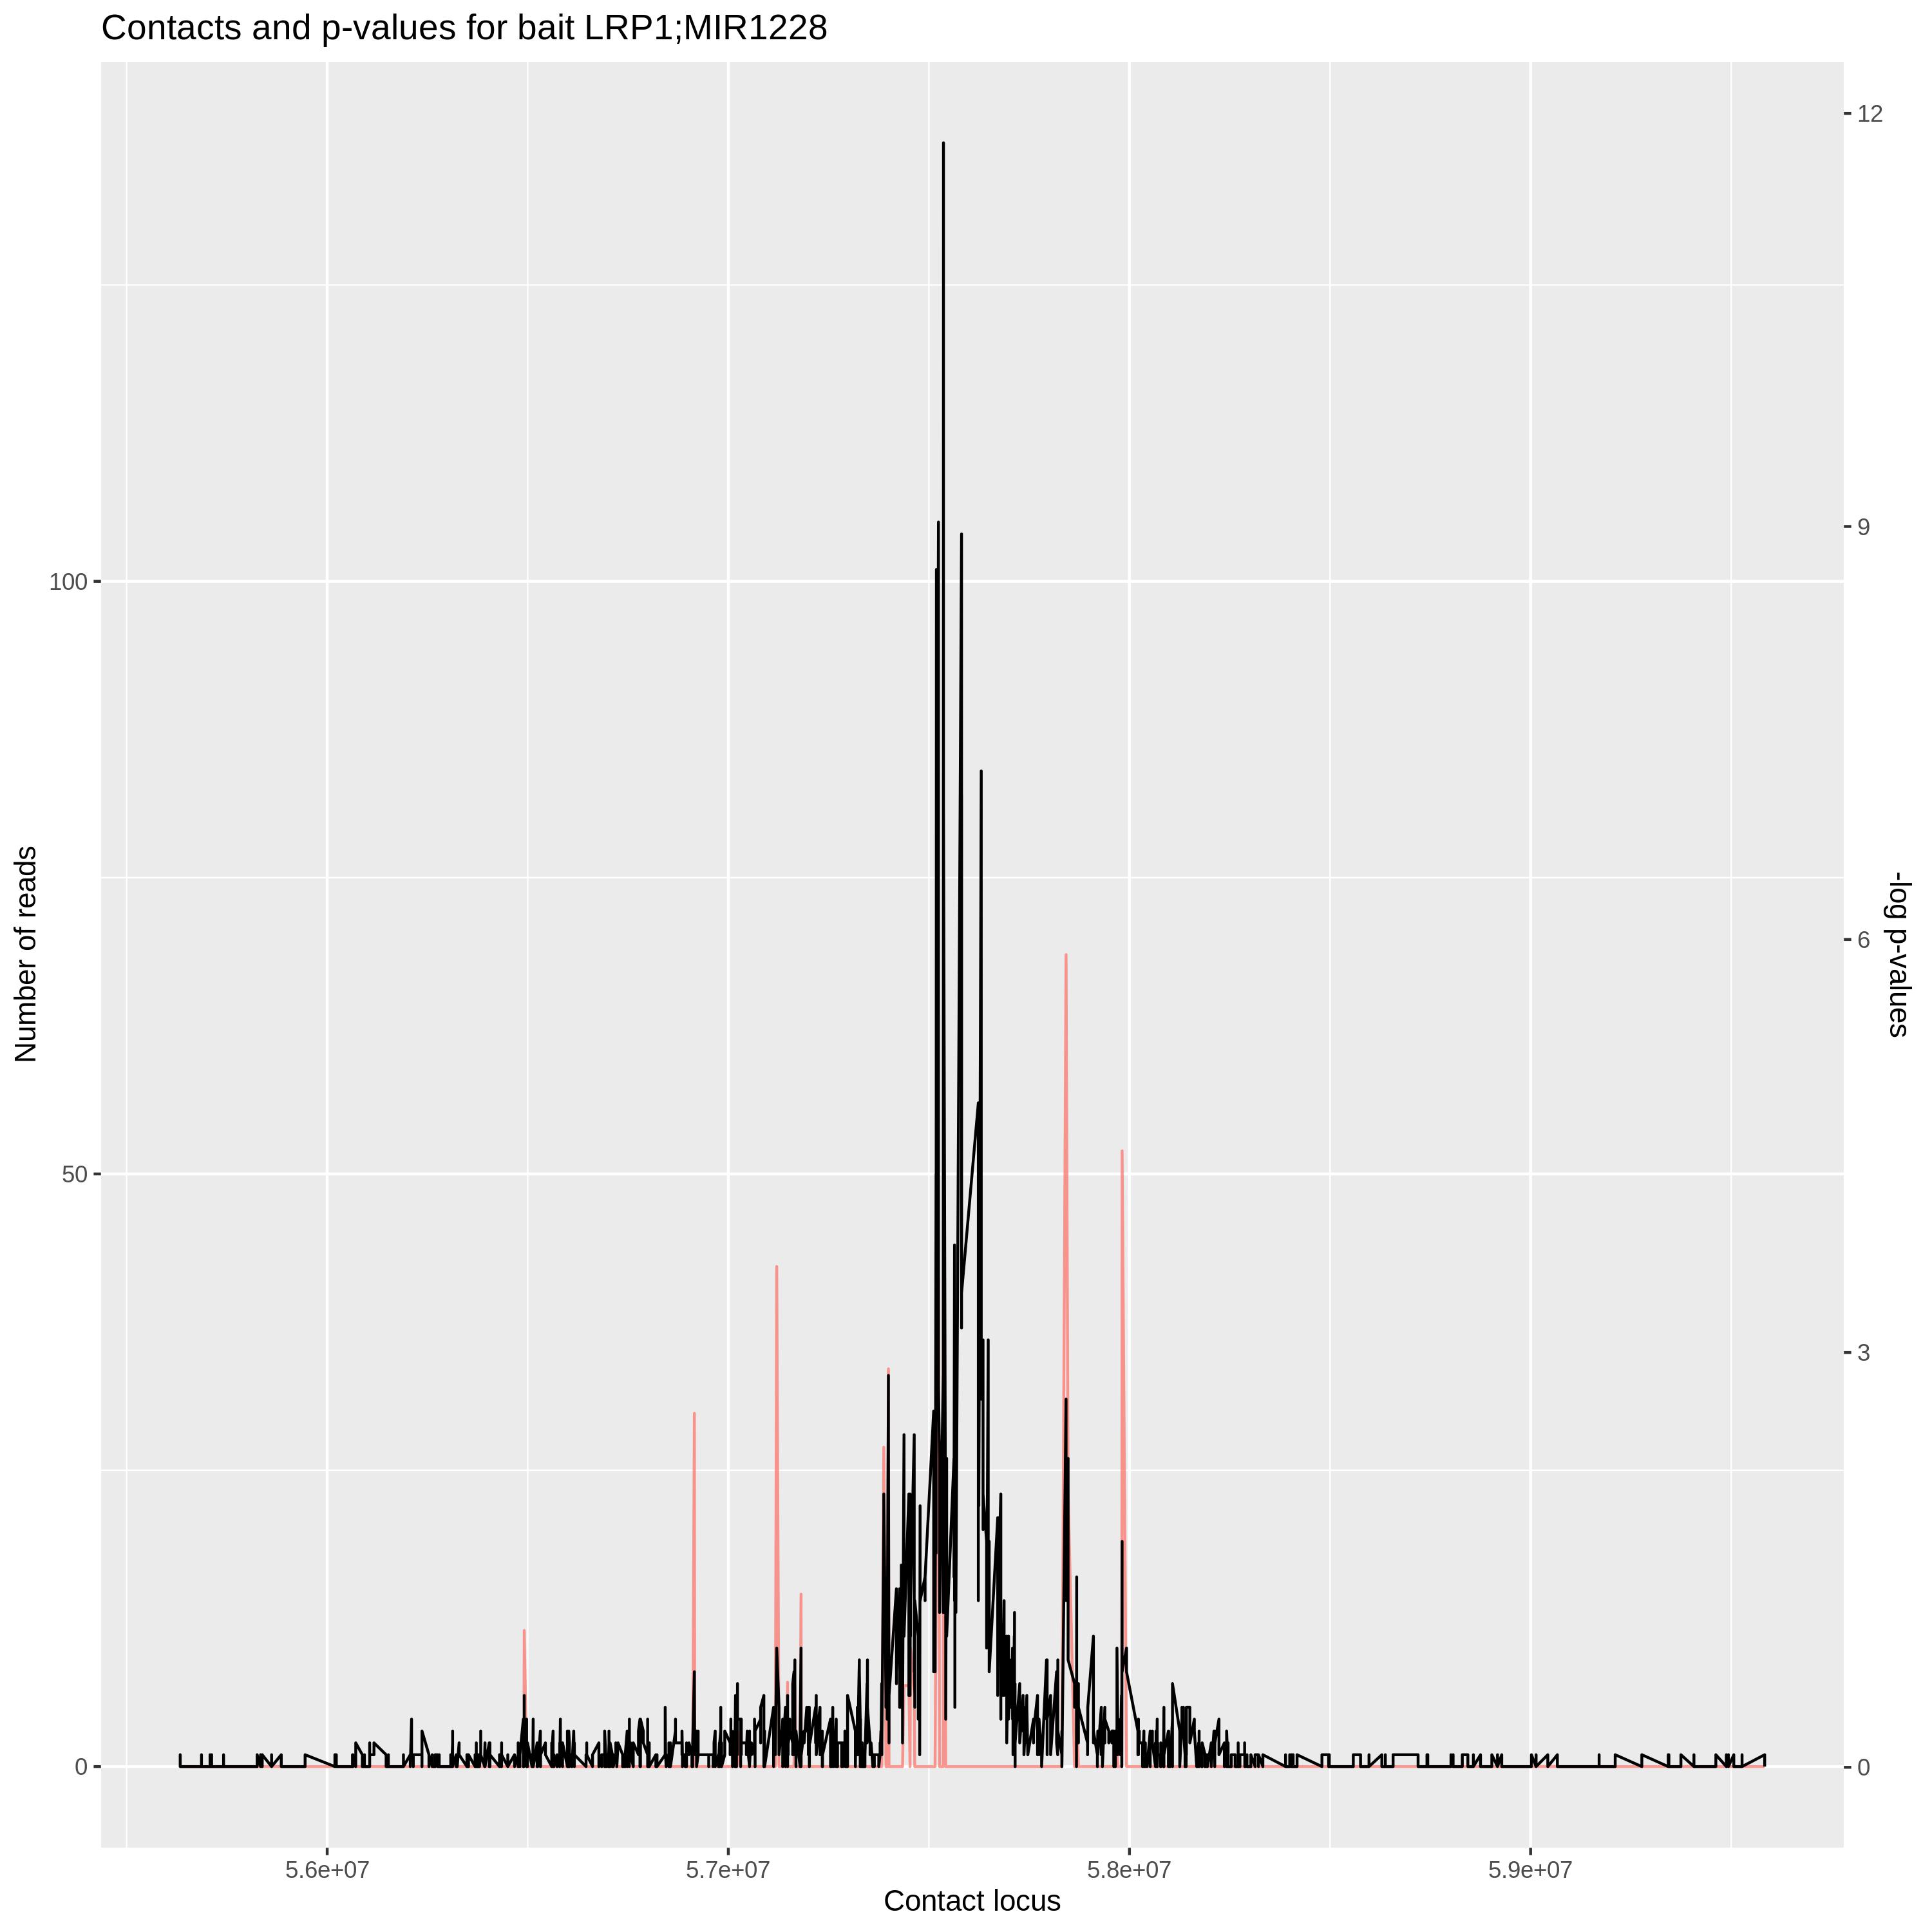 Contacts and p-values for bait LRP1;MIR1228
Number of reads
100
50
0
12
9
6
3
0
-log p-values
5.6e+07
5.7e+07
5.8e+07
5.9e+07
Contact locus